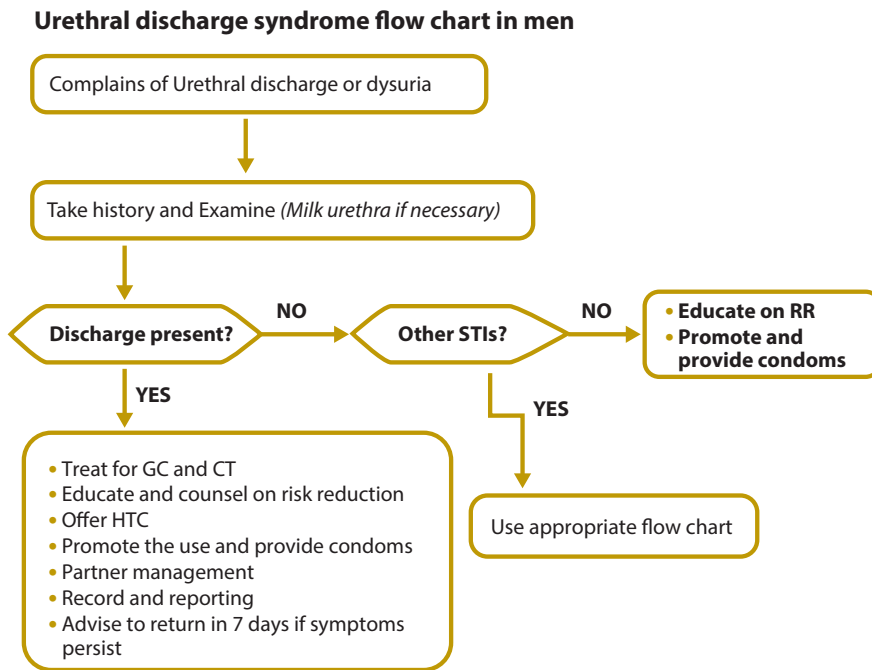 Urethral discharge syndrome flow chart in men
Complains of Urethral discharge or dysuria
Take history and Examine (Milk urethra if necessary)
Discharge present?
NO
Other STIs?
NO
• Educate on RR
• Promote and
provide condoms
YES
YES
• Treat for GC and CT
• Educate and counsel on risk reduction
• Offer HTC
• Promote the use and provide condoms
• Partner management
• Record and reporting
• Advise to return in 7 days if symptoms
persist
Use appropriate flow chart